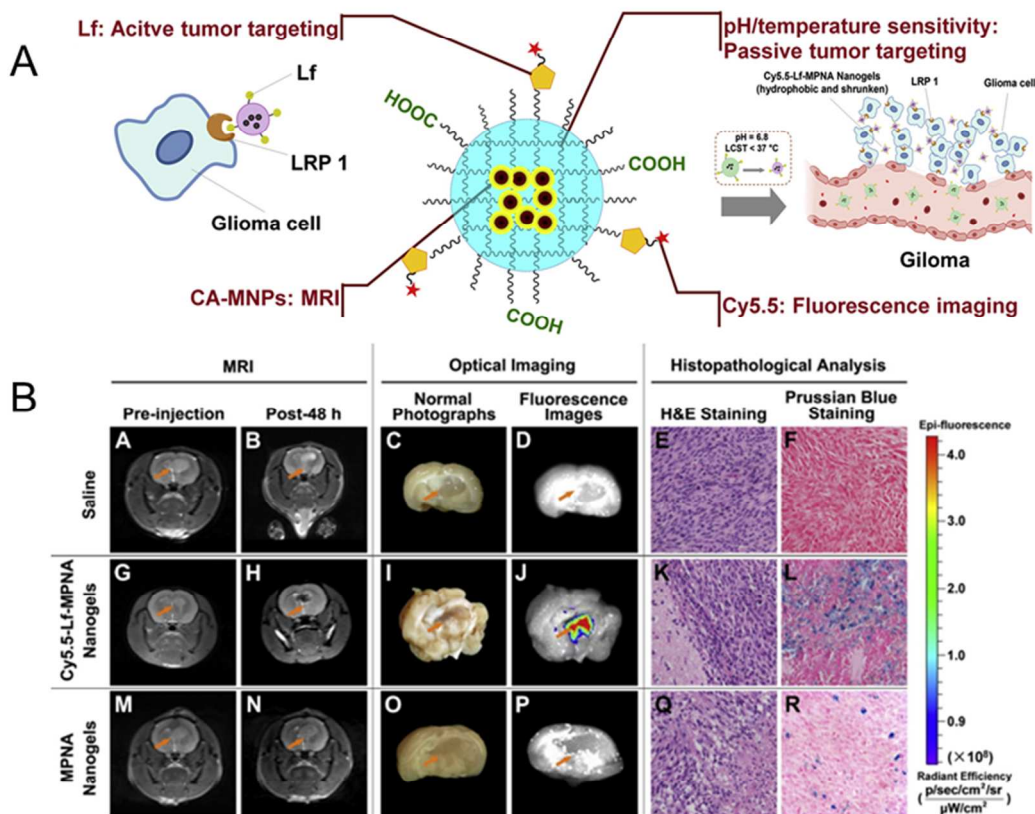 A
Lf: Acitve tumor targeting
pH/temperature sensitivity:
Passive tumor targeting
Lf
LRP 1
Glioma cell
HOOC
COOH
COOH
CA-MNPs: MRI
Cy5.5: Fluorescence imaging
Cy5.5-Lf-MPNA Nanogels
(hydrophobic and shrunken)
LRP 1
Glioma cell
pH = 6.8
LCST < 37 °C
Gilioma
B
MRI
Optical Imaging
Histopathological Analysis
Pre-injection
Post-48 h
Normal
Photographs
Fluorescence
Images
H&E Staining
Prussian Blue
Staining
Saline
A
B
C
D
E
F
Cy5.5-Lf-MPNA
Nanogels
G
H
I
J
K
L
MPNA
Nanogels
M
N
O
P
Q
R
Epi-fluorescence
4.0
3.0
2.0
1.0
0.9
(×10⁸)
Radiant Efficiency
(p/sec/cm²/sr
µW/cm²)